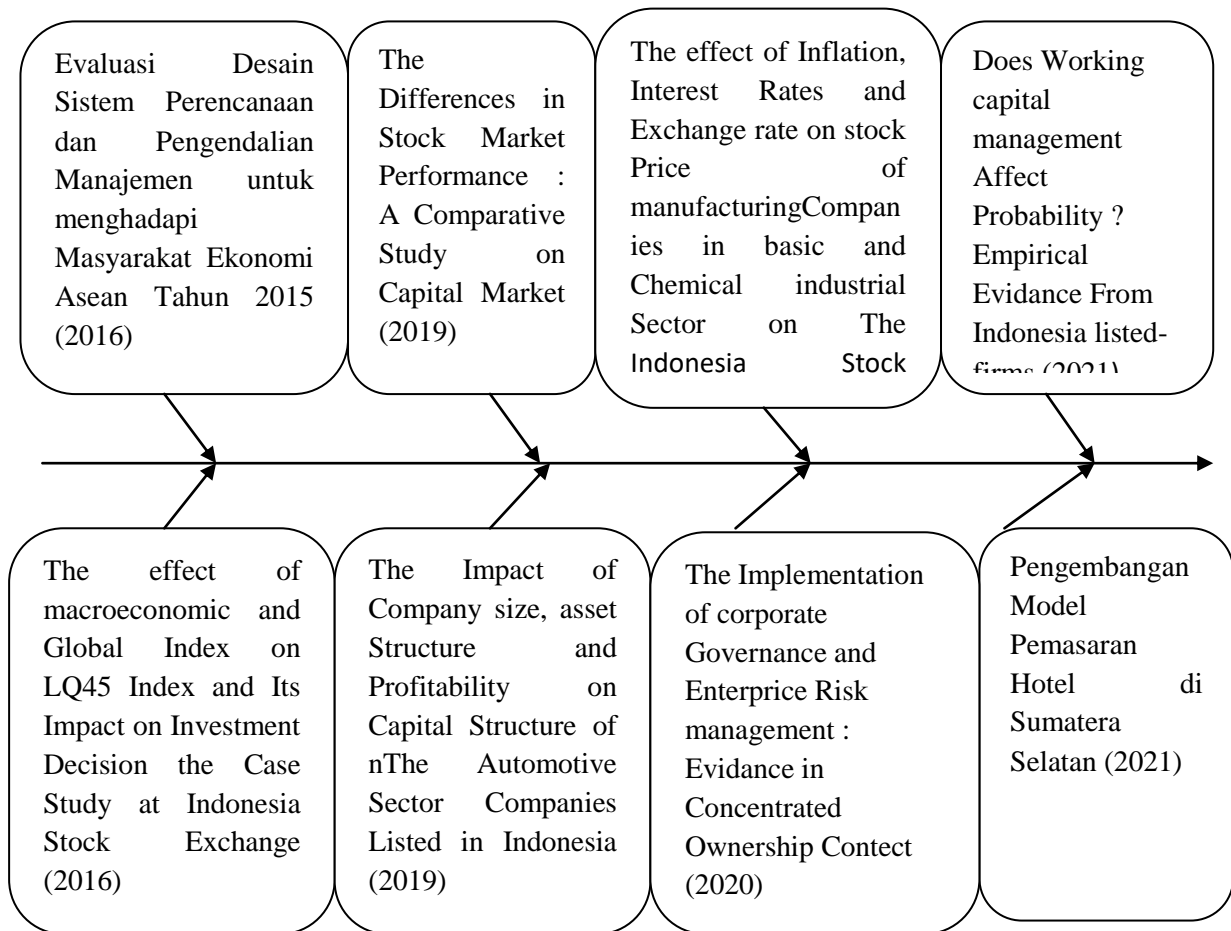 Evaluasi Desain
Sistem Perencanaan
dan Pengendalian
Manajemen untuk
menghadapi
Masyarakat Ekonomi
Asean Tahun 2015
(2016)
The
Differences in
Stock Market
Performance :
A Comparative
Study on
Capital Market
(2019)
The effect of Inflation,
Interest Rates and
Exchange rate on stock
Price of
manufacturingCompan
ies in basic and
Chemical industrial
Sector on The
Indonesia Stock
Does Working
capital
management
Affect
Probability ?
Empirical
Evidence From
Indonesia listed-
firms (2021)
The effect of
macroeconomic and
Global Index on
LQ45 Index and Its
Impact on Investment
Decision the Case
Study at Indonesia
Stock Exchange
(2016)
The Impact of
Company size, asset
Structure and
Profitability on
Capital Structure of
nThe Automotive
Sector Companies
Listed in Indonesia
(2019)
The Implementation
of corporate
Governance and
Enterprice Risk
management :
Evidance in
Concentrated
Ownership Contect
(2020)
Pengembangan
Model
Pemasaran
Hotel di
Sumatera
Selatan (2021)